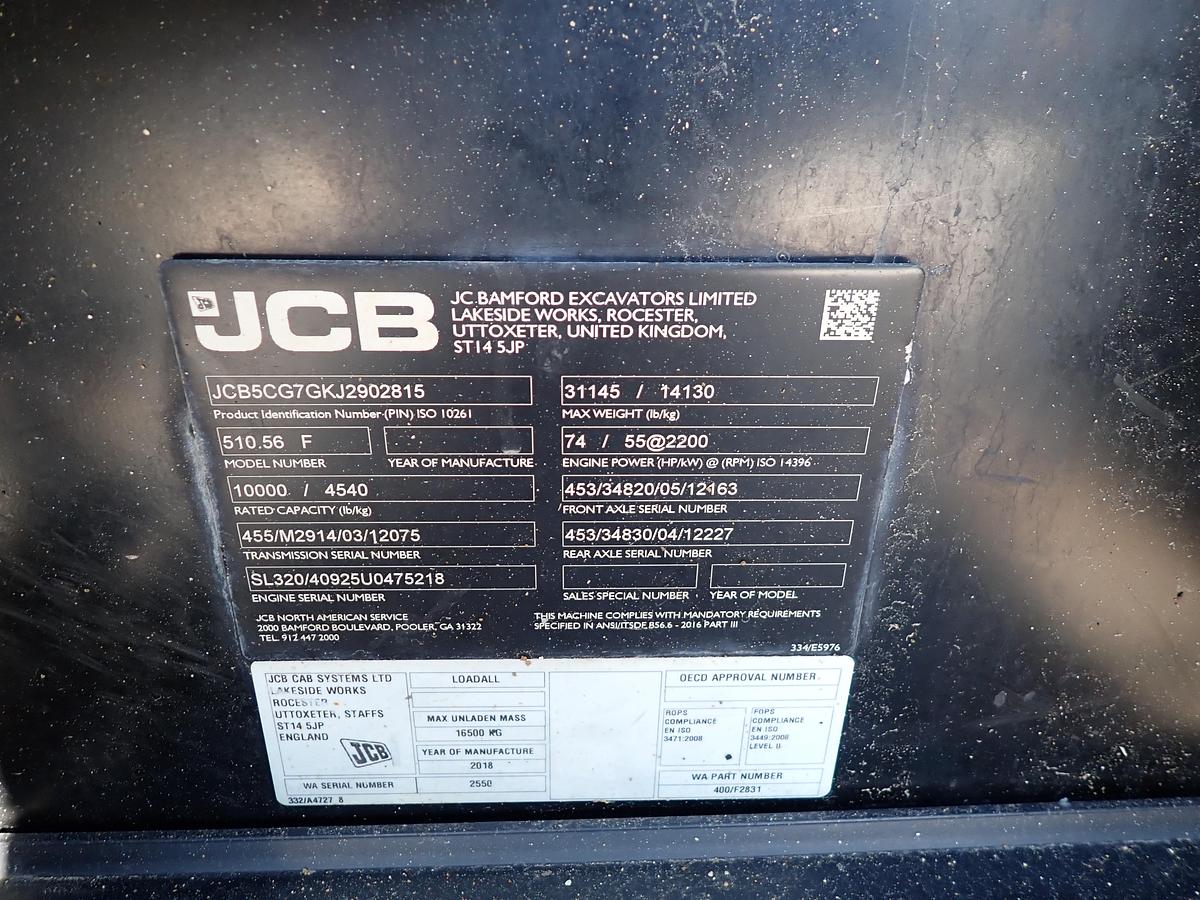 JCB
JC BAMFORD EXCAVATORS LIMITED
LAKESIDE WORKS, ROCESTER,
UTTOXETER, UNITED KINGDOM,
ST14 5JP
JCB5CG7GKJ2902815
Product Identification Number (PIN) ISO 10261
31145 / 14130
MAX WEIGHT (lb/kg)
510.56 F
MODEL NUMBER
YEAR OF MANUFACTURE
74 / 55@2200
ENGINE POWER (HP/kW) @ (RPM) ISO 14396
10000 / 4540
RATED CAPACITY (lb/kg)
453/34820/05/12163
FRONT AXLE SERIAL NUMBER
455/M2914/03/12075
TRANSMISSION SERIAL NUMBER
453/34830/04/12227
REAR AXLE SERIAL NUMBER
SL320/40925U0475218
ENGINE SERIAL NUMBER
SALES SPECIAL NUMBER
YEAR OF MODEL
JCB NORTH AMERICAN SERVICE
2000 BAMFORD BOULEVARD, POOLER, GA 31322
TEL. 912 447 2000
THIS MACHINE COMPLIES WITH MANDATORY REQUIREMENTS
SPECIFIED IN ANSI/ITSDF B56.6 - 2016 PART III
334/E5976
JCB CAB SYSTEMS LTD
LAKESIDE WORKS
ROCESTER
UTTOXETER, STAFFS
ST14 5JP
ENGLAND
JCB
WA SERIAL NUMBER
2550
332/A4727 8
LOADALL
MAX UNLADEN MASS
16500 KG
YEAR OF MANUFACTURE
2018
OECD APPROVAL NUMBER
ROPS
COMPLIANCE
EN ISO
3471:2008
FOPS
COMPLIANCE
EN ISO
3449:2008
LEVEL II
WA PART NUMBER
400/F2831